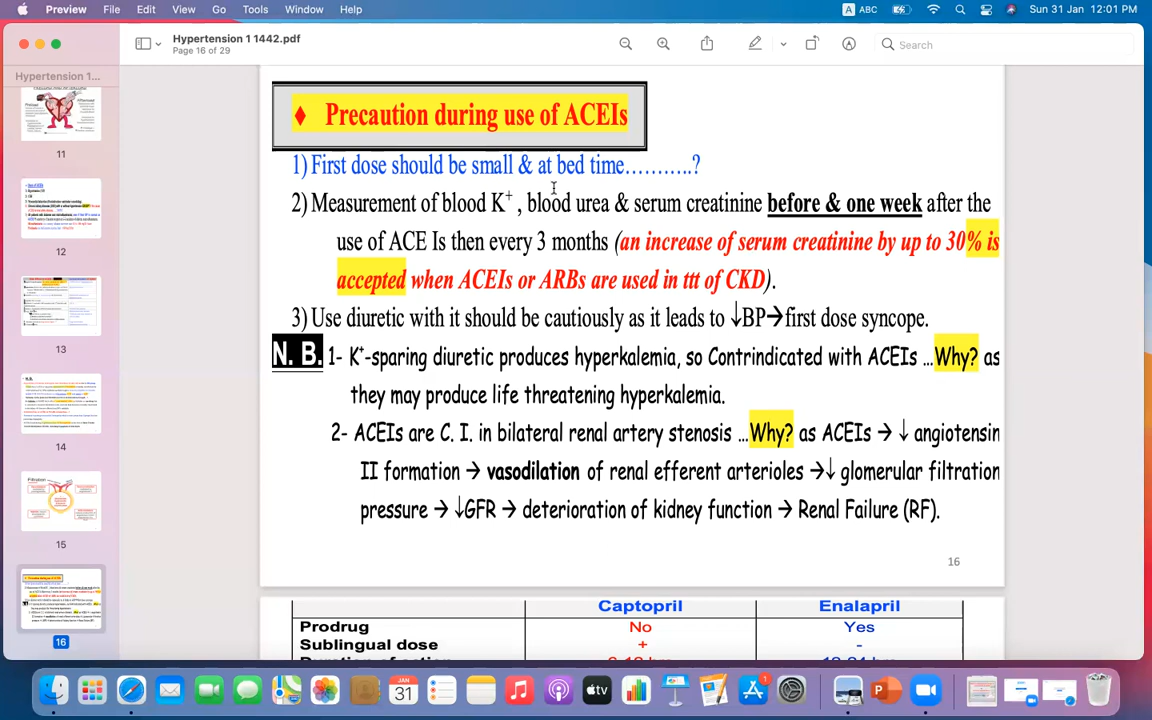 Preview File Edit View Go Tools Window Help
ABC Sun 31 Jan 12:01 PM
Hypertension 1 1442.pdf
Page 16 of 29
Search
Hypertension 1...
11
12
13
14
15
16
♦ Precaution during use of ACEIs
1) First dose should be small & at bed time………..?
2) Measurement of blood K+ , blood urea & serum creatinine before & one week after the
use of ACE Is then every 3 months (an increase of serum creatinine by up to 30% is
accepted when ACEIs or ARBs are used in ttt of CKD).
3) Use diuretic with it should be cautiously as it leads to ↓BP→first dose syncope.
N. B. 1- K+-sparing diuretic produces hyperkalemia, so Contrindicated with ACEIs ...Why? as
they may produce life threatening hyperkalemia.
2- ACEIs are C. I. in bilateral renal artery stenosis ...Why? as ACEIs → ↓ angiotensin
II formation → vasodilation of renal efferent arterioles →↓ glomerular filtration
pressure → ↓GFR → deterioration of kidney function → Renal Failure (RF).
16
Captopril Enalapril
Prodrug No Yes
Sublingual dose + -
JAN
31
1